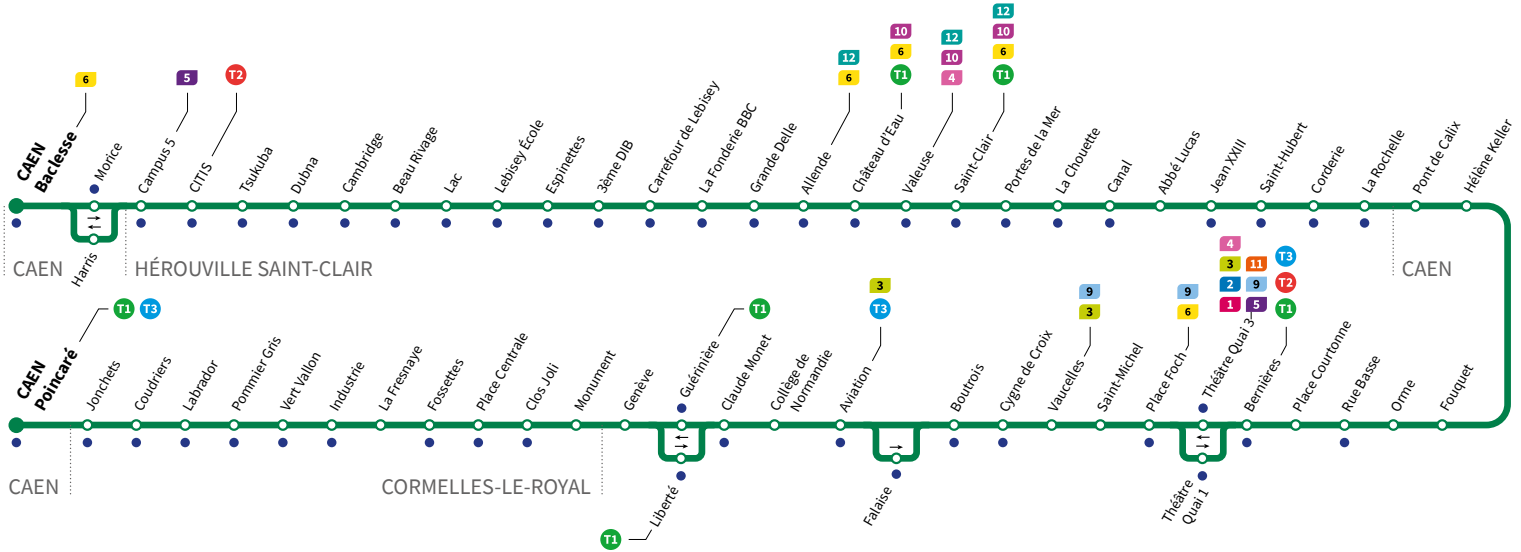 12
10
12
10
12
10
6
12
6
5
T2
6
T1
6
4
T1
CAEN
Baclesse
Morice
Campus 5
CITIS
Tsukuba
Dubna
Cambridge
Beau Rivage
Lac
Lebisey École
Espinettes
3ème DIB
Carrefour de Lebisey
La Fonderie BBC
Grande Delle
Allende
Château d'Eau
Valeuse
Saint-Clair
Portes de la Mer
La Chouette
Canal
Abbé Lucas
Jean XXIII
Saint-Hubert
Corderie
La Rochelle
Pont de Calix
Hélène Keller
Harris
CAEN
HÉROUVILLE SAINT-CLAIR
CAEN
4
3
11
T3
2
9
T2
1
5
T1
T1
T3
T1
3
T3
9
3
9
6
CAEN
Poincaré
Jonchets
Coudriers
Labrador
Pommier Gris
Vert Vallon
Industrie
La Fresnaye
Fossettes
Place Centrale
Clos Joli
Monument
Genève
Guérinière
Claude Monet
Collège de
Normandie
Aviation
Boutrois
Cygne de Croix
Vaucelles
Saint-Michel
Place Foch
Théâtre Quai 3
Bernières
Place Courtonne
Rue Basse
Orme
Fouquet
CAEN
CORMELLES-LE-ROYAL
Liberté
T1
Falaise
Théâtre
Quai 1